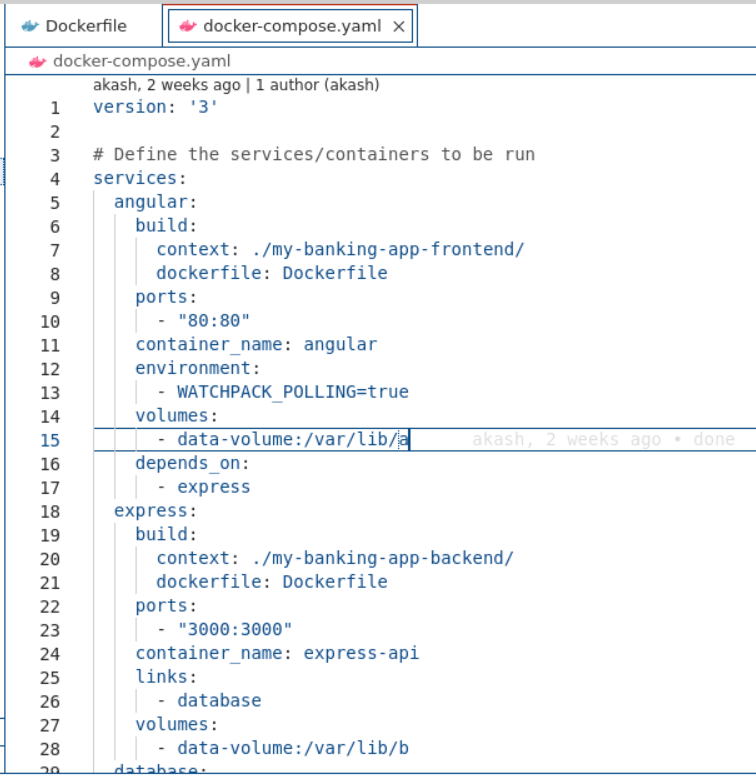 Dockerfile
docker-compose.yaml
docker-compose.yaml
akash, 2 weeks ago | 1 author (akash)
1 version: '3'
2
3 # Define the services/containers to be run
4 services:
5   angular:
6     build:
7       context: ./my-banking-app-frontend/
8       dockerfile: Dockerfile
9     ports:
10       - "80:80"
11     container_name: angular
12     environment:
13       - WATCHPACK_POLLING=true
14     volumes:
15       - data-volume:/var/lib/a akash, 2 weeks ago • done
16     depends_on:
17       - express
18   express:
19     build:
20       context: ./my-banking-app-backend/
21       dockerfile: Dockerfile
22     ports:
23       - "3000:3000"
24     container_name: express-api
25     links:
26       - database
27     volumes:
28       - data-volume:/var/lib/b
29   database: